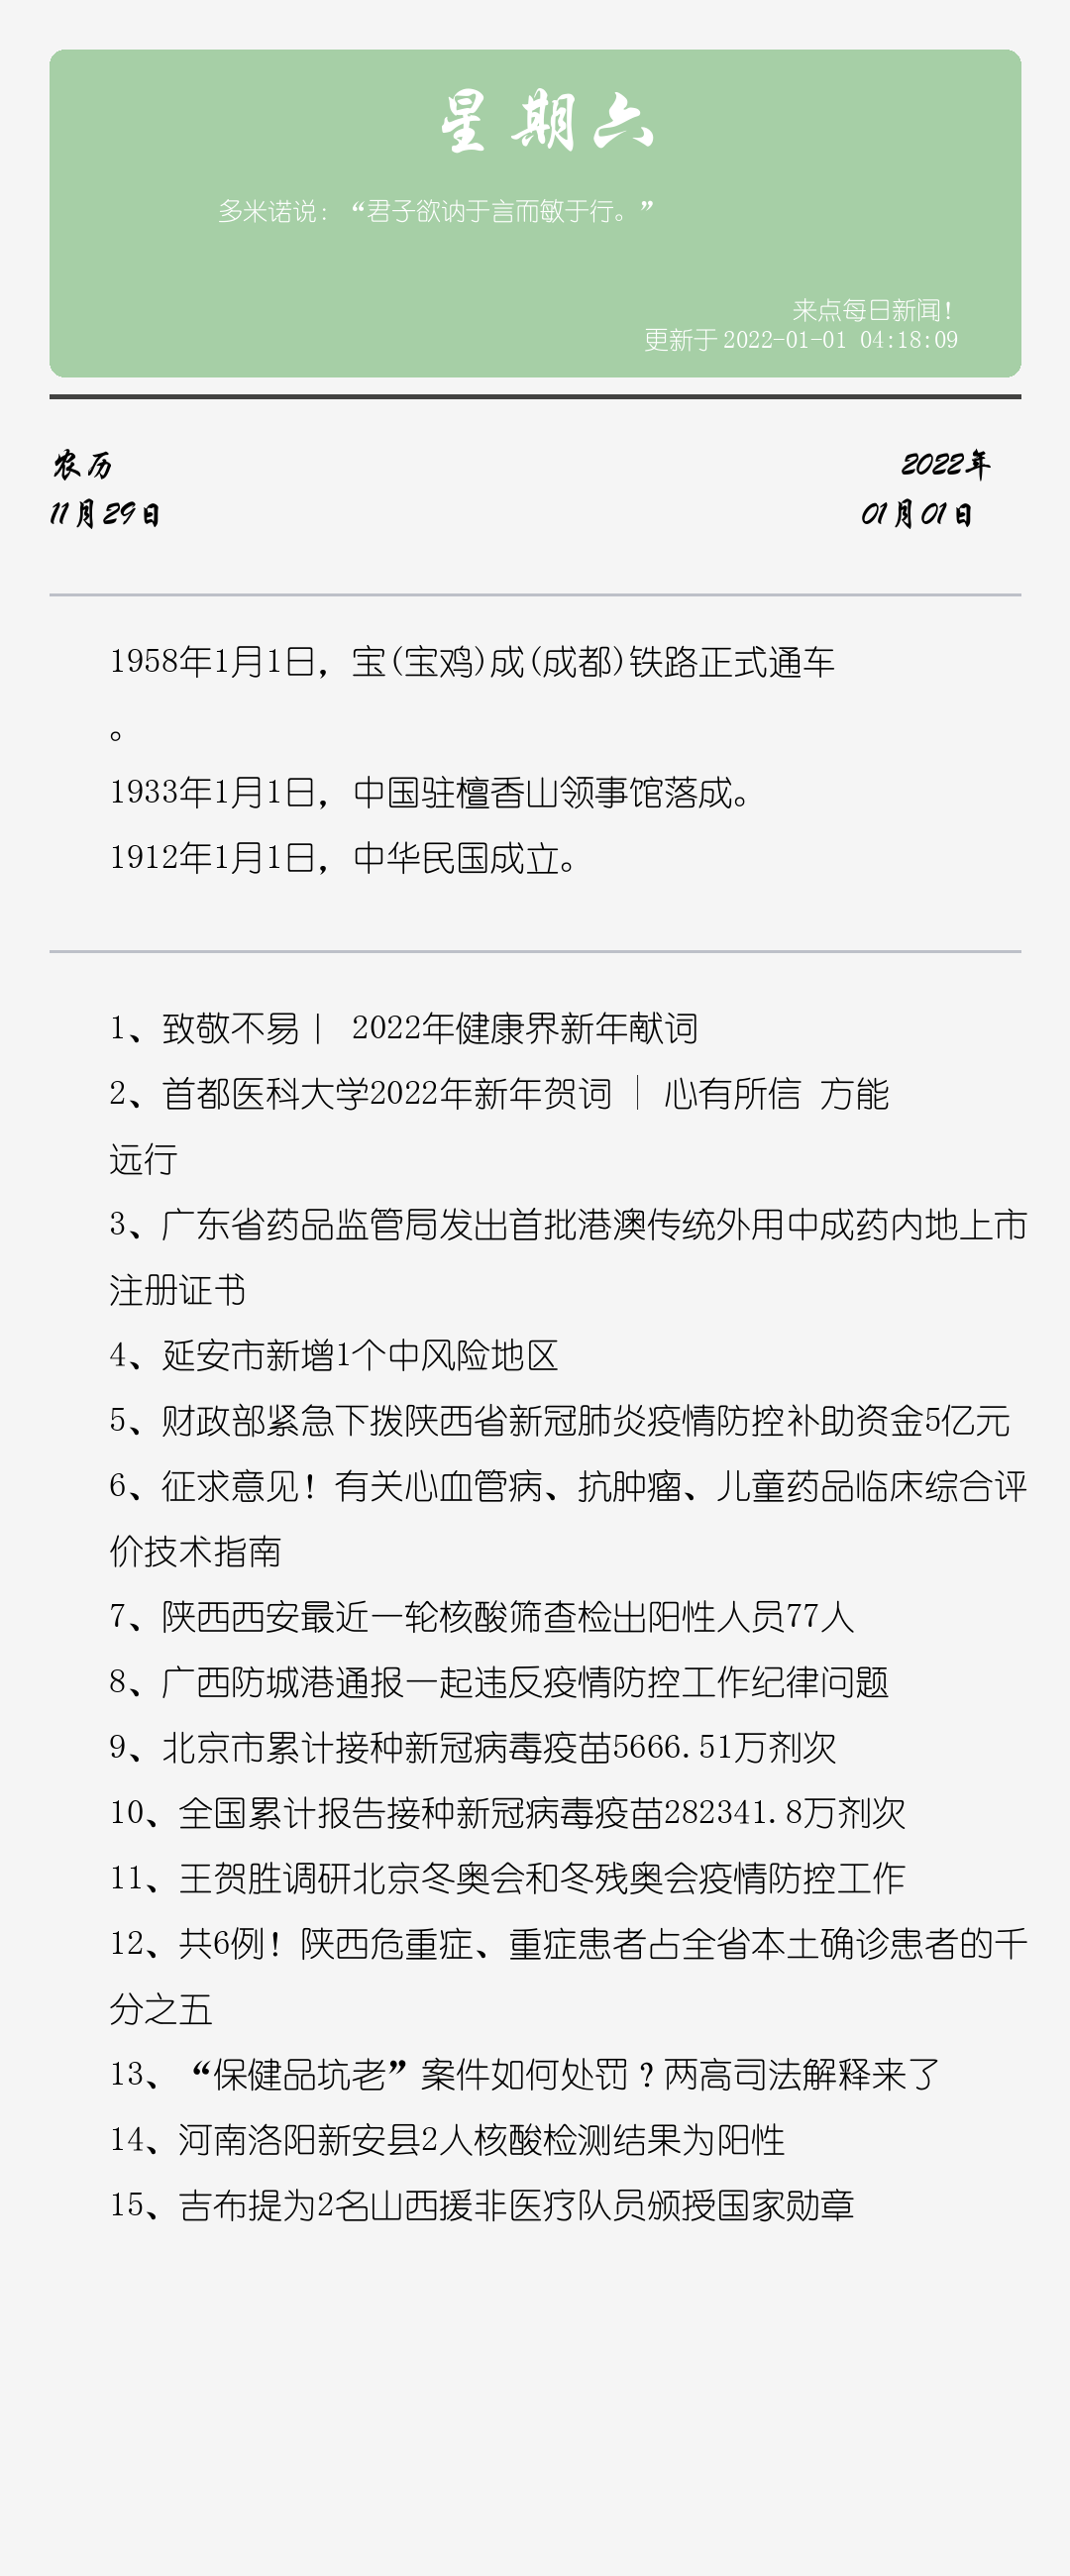 星期六
多米诺说：“君子欲讷于言而敏于行。”
来点每日新闻！
更新于 2022-01-01 04:18:09
农历
2022年
11月29日
01月01日
1958年1月1日，宝(宝鸡)成(成都)铁路正式通车
。
1933年1月1日，中国驻檀香山领事馆落成。
1912年1月1日，中华民国成立。
1、致敬不易丨 2022年健康界新年献词
2、首都医科大学2022年新年贺词 │ 心有所信 方能
远行
3、广东省药品监管局发出首批港澳传统外用中成药内地上市
注册证书
4、延安市新增1个中风险地区
5、财政部紧急下拨陕西省新冠肺炎疫情防控补助资金5亿元
6、征求意见！有关心血管病、抗肿瘤、儿童药品临床综合评
价技术指南
7、陕西西安最近一轮核酸筛查检出阳性人员77人
8、广西防城港通报一起违反疫情防控工作纪律问题
9、北京市累计接种新冠病毒疫苗5666.51万剂次
10、全国累计报告接种新冠病毒疫苗282341.8万剂次
11、王贺胜调研北京冬奥会和冬残奥会疫情防控工作
12、共6例！陕西危重症、重症患者占全省本土确诊患者的千
分之五
13、“保健品坑老”案件如何处罚？两高司法解释来了
14、河南洛阳新安县2人核酸检测结果为阳性
15、吉布提为2名山西援非医疗队员颁授国家勋章